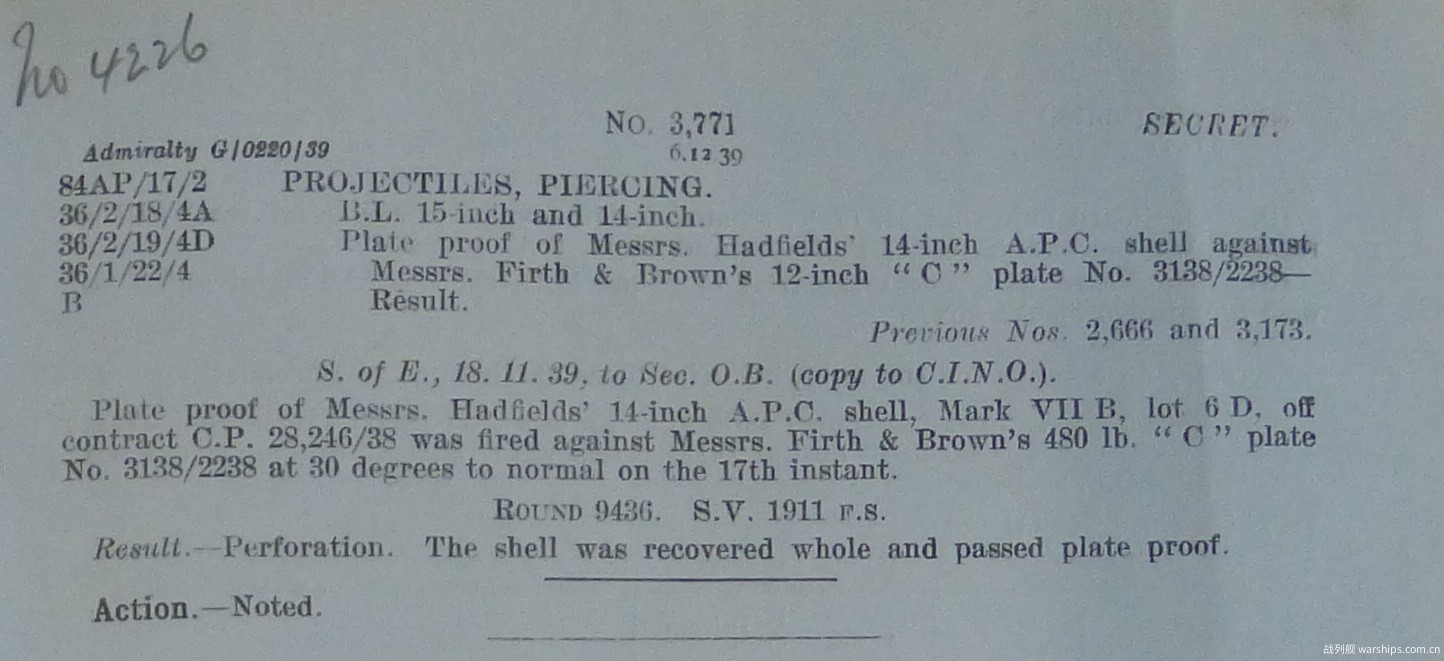 No 4226
No. 3,771
SECRET.
Admiralty G/0220/39
6.12.39
84AP/17/2 PROJECTILES, PIERCING.
36/2/18/4A B.L. 15-inch and 14-inch.
36/2/19/4D Plate proof of Messrs. Hadfields' 14-inch A.P.C. shell against
36/1/22/4 Messrs. Firth & Brown's 12-inch "C" plate No. 3138/2238—
B Result.
Previous Nos. 2,666 and 3,173.
S. of E., 18. 11. 39, to Sec. O.B. (copy to C.I.N.O.).
Plate proof of Messrs. Hadfields' 14-inch A.P.C. shell, Mark VII B, lot 6 D, off
contract C.P. 28,246/38 was fired against Messrs. Firth & Brown's 480 lb. "C" plate
No. 3138/2238 at 30 degrees to normal on the 17th instant.
ROUND 9436. S.V. 1911 F.S.
Result.—Perforation. The shell was recovered whole and passed plate proof.
Action.—Noted.
战列舰 warships.com.cn